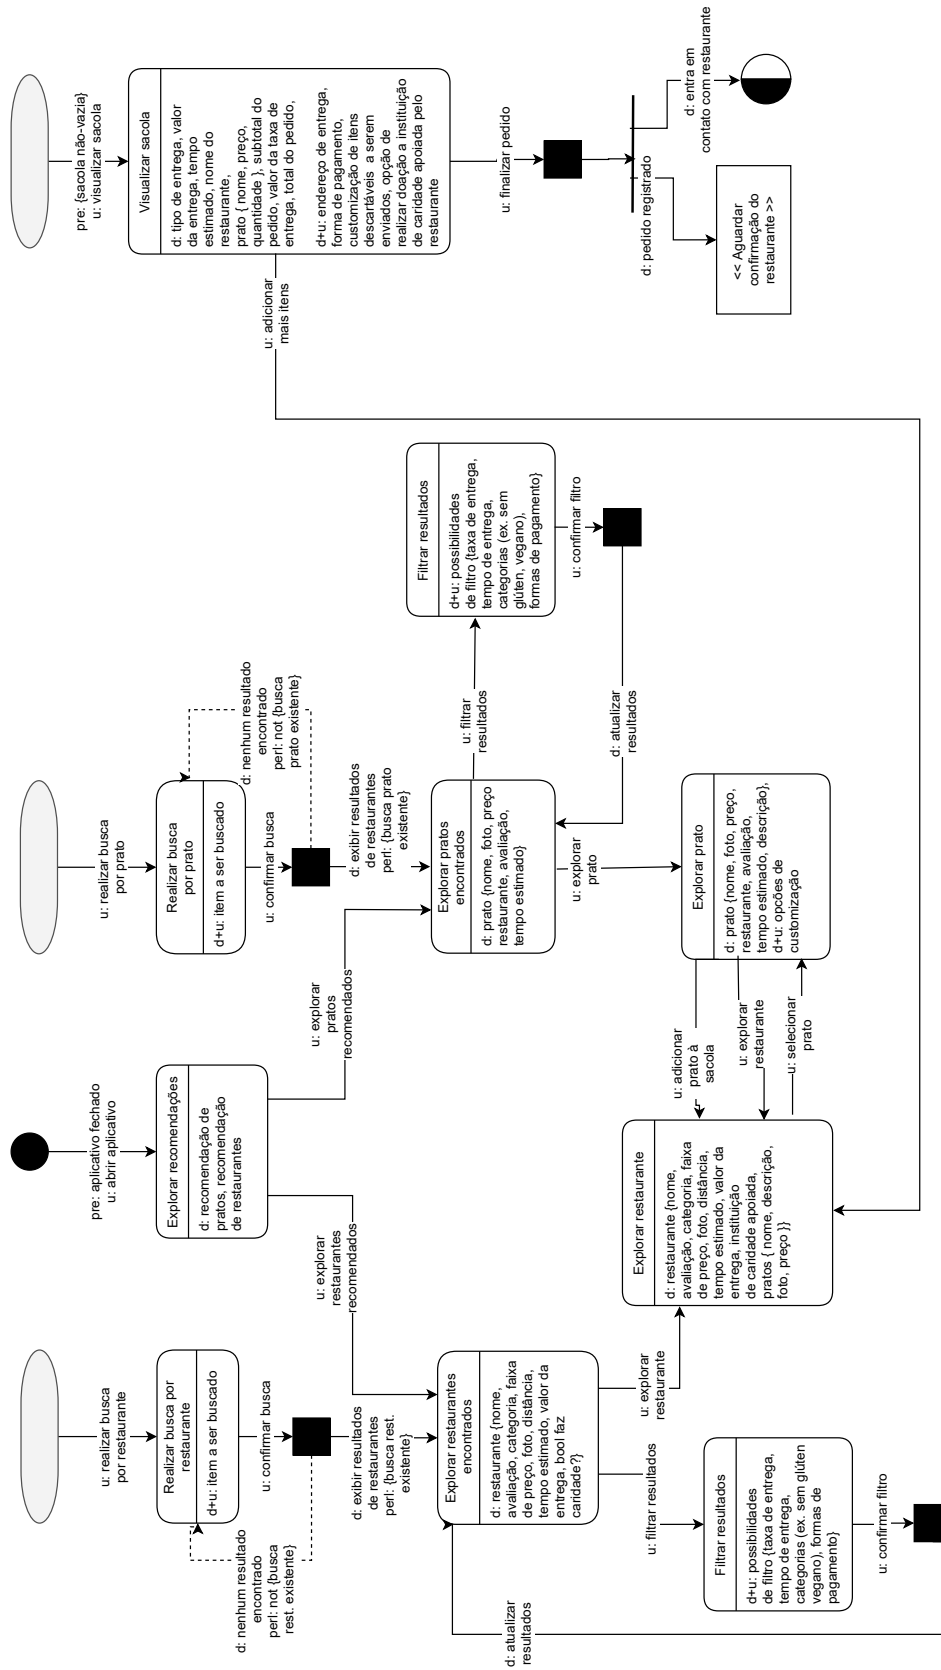 u: realizar busca
por restaurante
Realizar busca por
restaurante
d+u: item a ser buscado
u: confirmar busca
d: nenhum resultado
encontrado
perl: not {busca
rest. existente}
d: exibir resultados
de restaurantes
perl: {busca rest.
existente}
Explorar restaurantes
encontrados
d: restaurante {nome,
avaliação, categoria, faixa
de preço, foto, distância,
tempo estimado, valor da
entrega, bool faz
caridade?}
d: atualizar
resultados
u: filtrar resultados
Filtrar resultados
d+u: possibilidades
de filtro {taxa de entrega,
tempo de entrega,
categorias (ex. sem glúten
vegano), formas de
pagamento}
u: confirmar filtro
u: explorar
restaurante
pre: aplicativo fechado
u: abrir aplicativo
Explorar recomendações
d: recomendação de
pratos, recomendação
de restaurantes
u: explorar
restaurantes
recomendados
u: explorar
pratos
recomendados
Explorar restaurante
d: restaurante {nome,
avaliação, categoria, faixa
de preço, foto, distância,
tempo estimado, valor da
entrega, instituição
de caridade apoiada,
pratos { nome, descrição,
foto, preço }}
u: adicionar
prato à
sacola
u: explorar
restaurante
u: selecionar
prato
u: realizar busca
por prato
Realizar busca
por prato
d+u: item a ser buscado
u: confirmar busca
d: nenhum resultado
encontrado
perl: not {busca
prato existente}
d: exibir resultados
de restaurantes
perl: {busca prato
existente}
Explorar pratos
encontrados
d: prato {nome, foto, preço
restaurante, avaliação,
tempo estimado}
u: explorar
prato
Explorar prato
d: prato {nome, foto, preço,
restaurante, avaliação,
tempo estimado, descrição},
d+u: opções de
customização
u: filtrar
resultados
d: atualizar
resultados
Filtrar resultados
d+u: possibilidades
de filtro {taxa de entrega,
tempo de entrega,
categorias (ex. sem
glúten, vegano),
formas de pagamento}
u: confirmar filtro
pre: {sacola não-vazia}
u: visualizar sacola
Visualizar sacola
d: tipo de entrega, valor
da entrega, tempo
estimado, nome do
restaurante,
prato { nome, preço,
quantidade }, subtotal do
pedido, valor da taxa de
entrega, total do pedido,
d+u: endereço de entrega,
forma de pagamento,
customização de itens
descartáveis a serem
enviados, opção de
realizar doação a instituição
de caridade apoiada pelo
restaurante
u: adicionar
mais itens
u: finalizar pedido
d: pedido registrado
d: entra em
contato com restaurante
<< Aguardar
confirmação do
restaurante >>